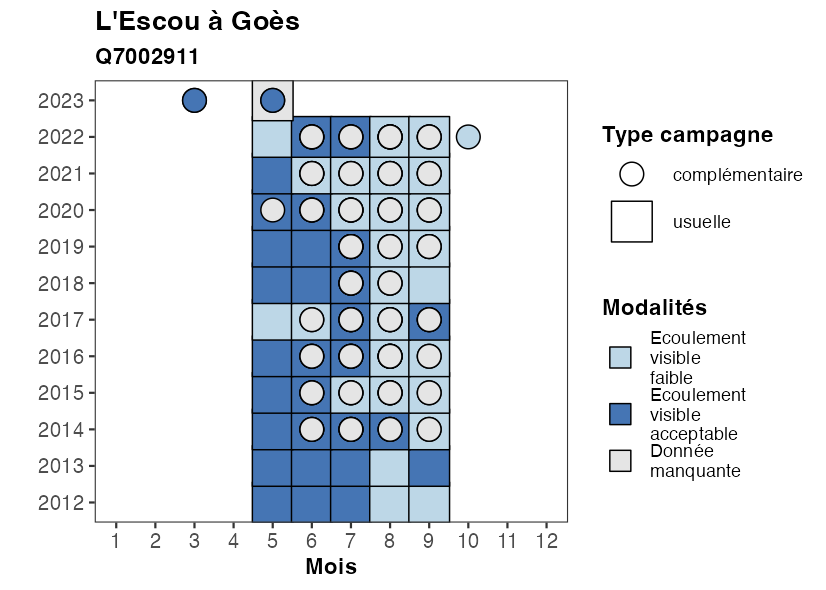 L'Escou à Goès
Q7002911
2023
2022
2021
2020
2019
2018
2017
2016
2015
2014
2013
2012
1 2 3 4 5 6 7 8 9 10 11 12
Mois
Type campagne
complémentaire
usuelle
Modalités
Ecoulement
visible
faible
Ecoulement
visible
acceptable
Donnée
manquante